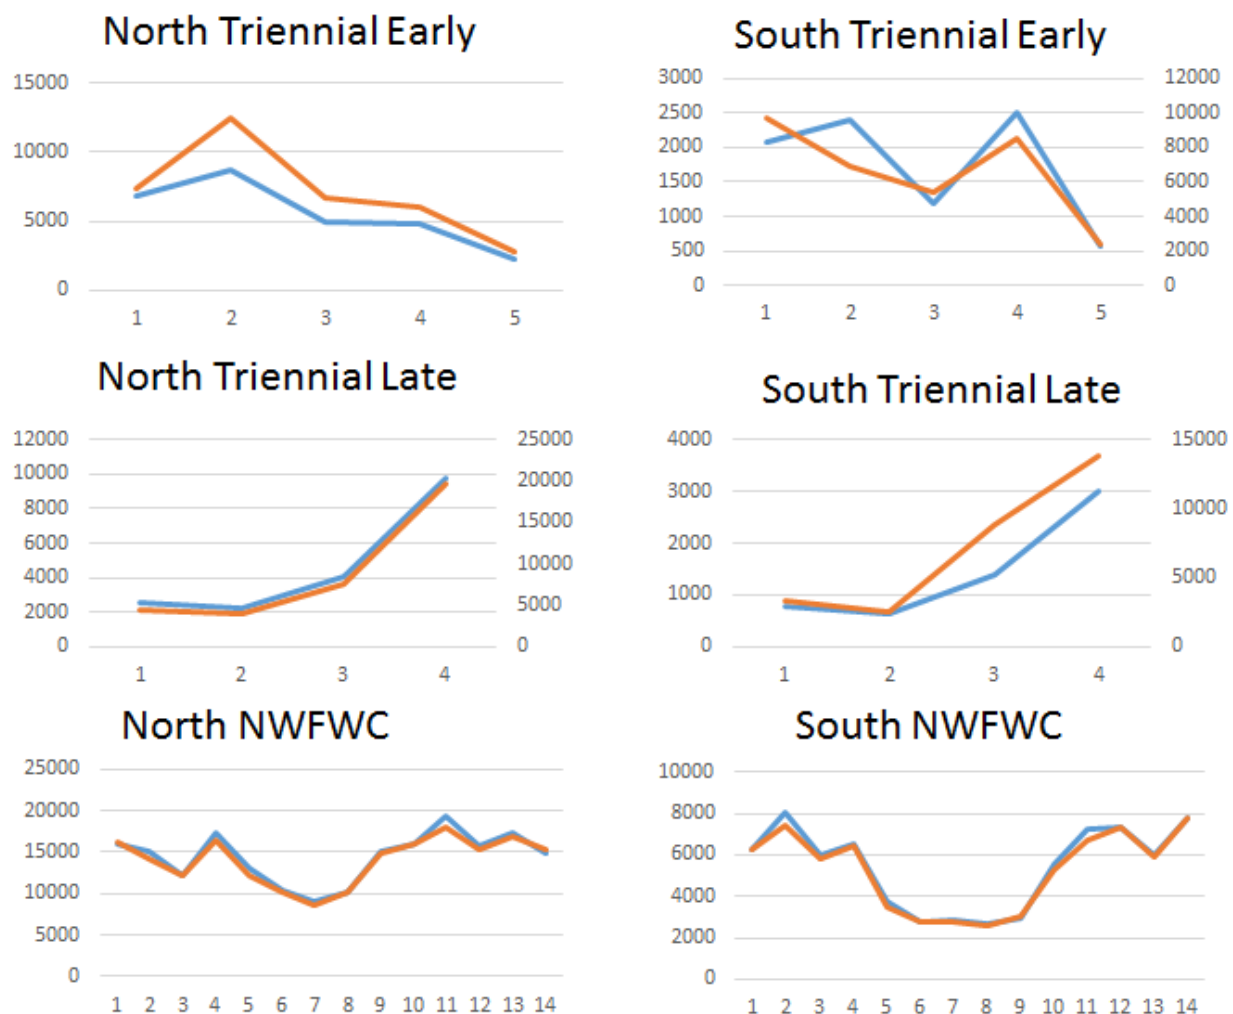 North Triennial Early
15000
10000
5000
0
1 2 3 4 5
South Triennial Early
3000 12000
2500 10000
2000 8000
1500 6000
1000 4000
500 2000
0 0
1 2 3 4 5
North Triennial Late
12000 25000
10000 20000
8000 15000
6000 10000
4000 5000
2000 0
0
1 2 3 4
South Triennial Late
4000 15000
3000 10000
2000 5000
1000 0
0
1 2 3 4
North NWFWC
25000
20000
15000
10000
5000
0
1 2 3 4 5 6 7 8 9 10 11 12 13 14
South NWFWC
10000
8000
6000
4000
2000
0
1 2 3 4 5 6 7 8 9 10 11 12 13 14